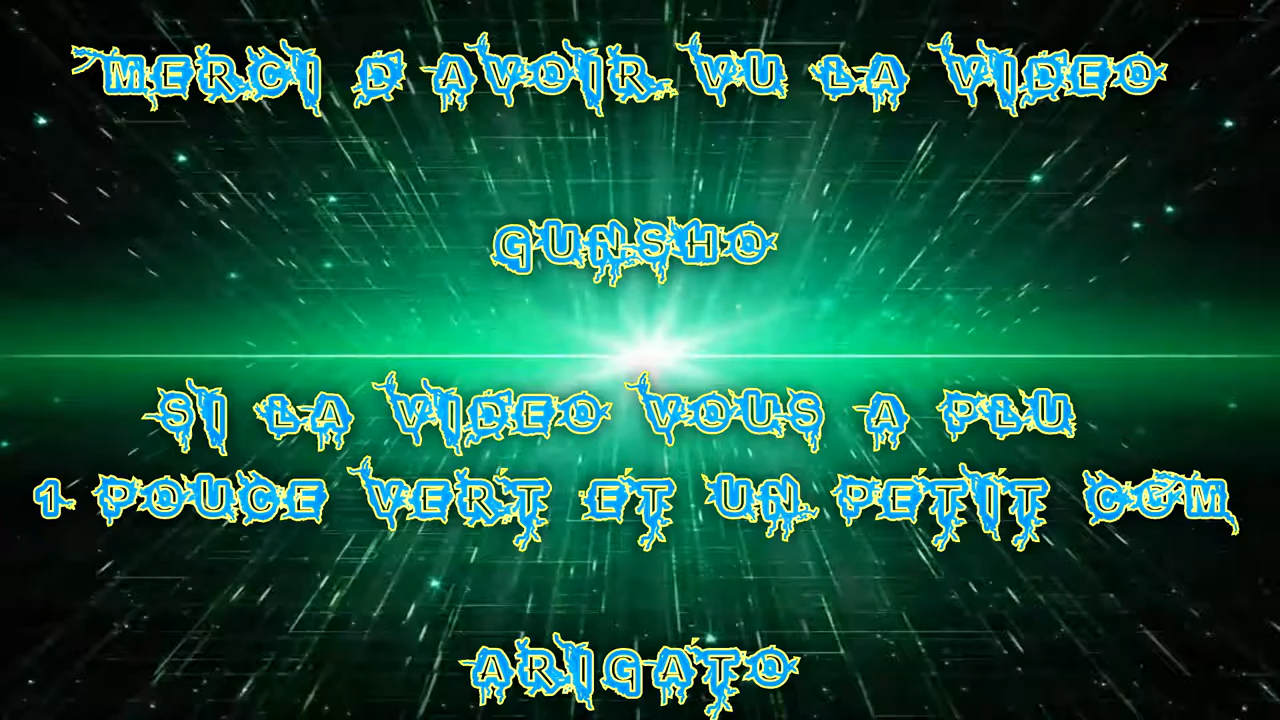 MERCI D AVOIR VU LA VIDEO
GUNSHO
SI LA VIDEO VOUS A PLU
1 POUCE VERT ET UN PETIT COM
ARIGATO